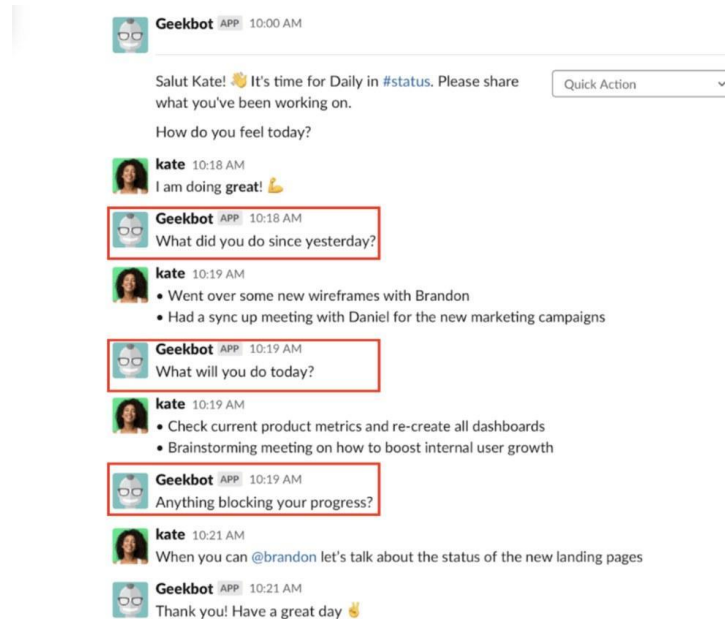 Geekbot APP 10:00 AM
Salut Kate! 👋 It's time for Daily in #status. Please share
what you've been working on.
Quick Action
How do you feel today?
kate 10:18 AM
I am doing great! 💪
Geekbot APP 10:18 AM
What did you do since yesterday?
kate 10:19 AM
• Went over some new wireframes with Brandon
• Had a sync up meeting with Daniel for the new marketing campaigns
Geekbot APP 10:19 AM
What will you do today?
kate 10:19 AM
• Check current product metrics and re-create all dashboards
• Brainstorming meeting on how to boost internal user growth
Geekbot APP 10:19 AM
Anything blocking your progress?
kate 10:21 AM
When you can @brandon let's talk about the status of the new landing pages
Geekbot APP 10:21 AM
Thank you! Have a great day ✌